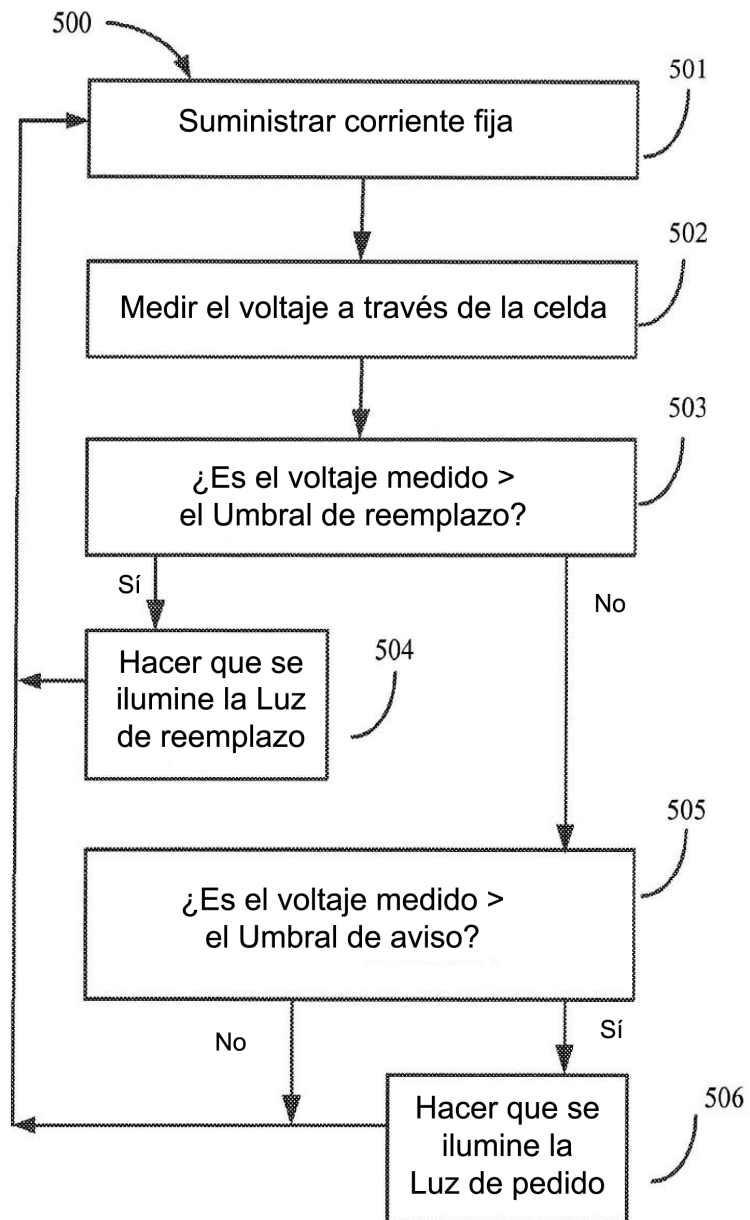 500
501
Suministrar corriente fija
502
Medir el voltaje a través de la celda
503
¿Es el voltaje medido >
el Umbral de reemplazo?
Sí
No
504
Hacer que se
ilumine la Luz
de reemplazo
505
¿Es el voltaje medido >
el Umbral de aviso?
No
Sí
506
Hacer que se
ilumine la
Luz de pedido